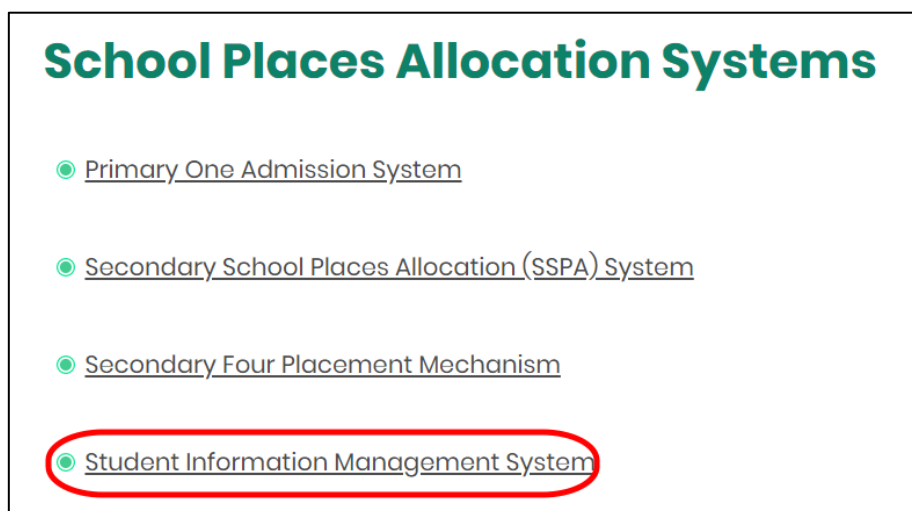 School Places Allocation Systems
Primary One Admission System
Secondary School Places Allocation (SSPA) System
Secondary Four Placement Mechanism
Student Information Management System